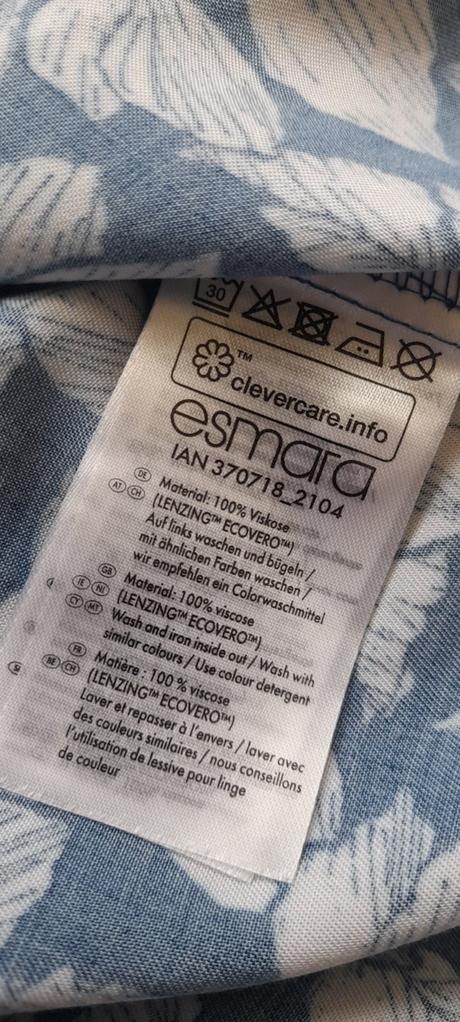 30
™
clevercare.info
esmara
IAN 370718_2104
DE
AT CH
Material: 100% Viskose
(LENZING™ ECOVERO™)
Auf links waschen und bügeln /
mit ähnlichen Farben waschen /
wir empfehlen ein Colorwaschmittel
GB
IE NI
CY MT
Material: 100% viscose
(LENZING™ ECOVERO™)
Wash and iron inside out / Wash with
similar colours / Use colour detergent
FR
BE CH
Matière : 100 % viscose
(LENZING™ ECOVERO™)
Laver et repasser à l'envers / laver avec
des couleurs similaires / nous conseillons
l'utilisation de lessive pour linge
de couleur